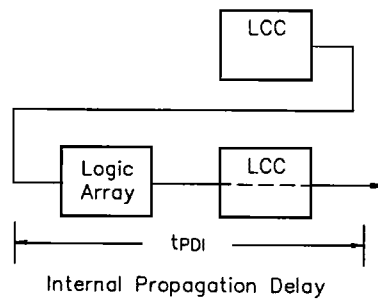 LCC
Logic
Array
LCC
tPDI
Internal Propagation Delay